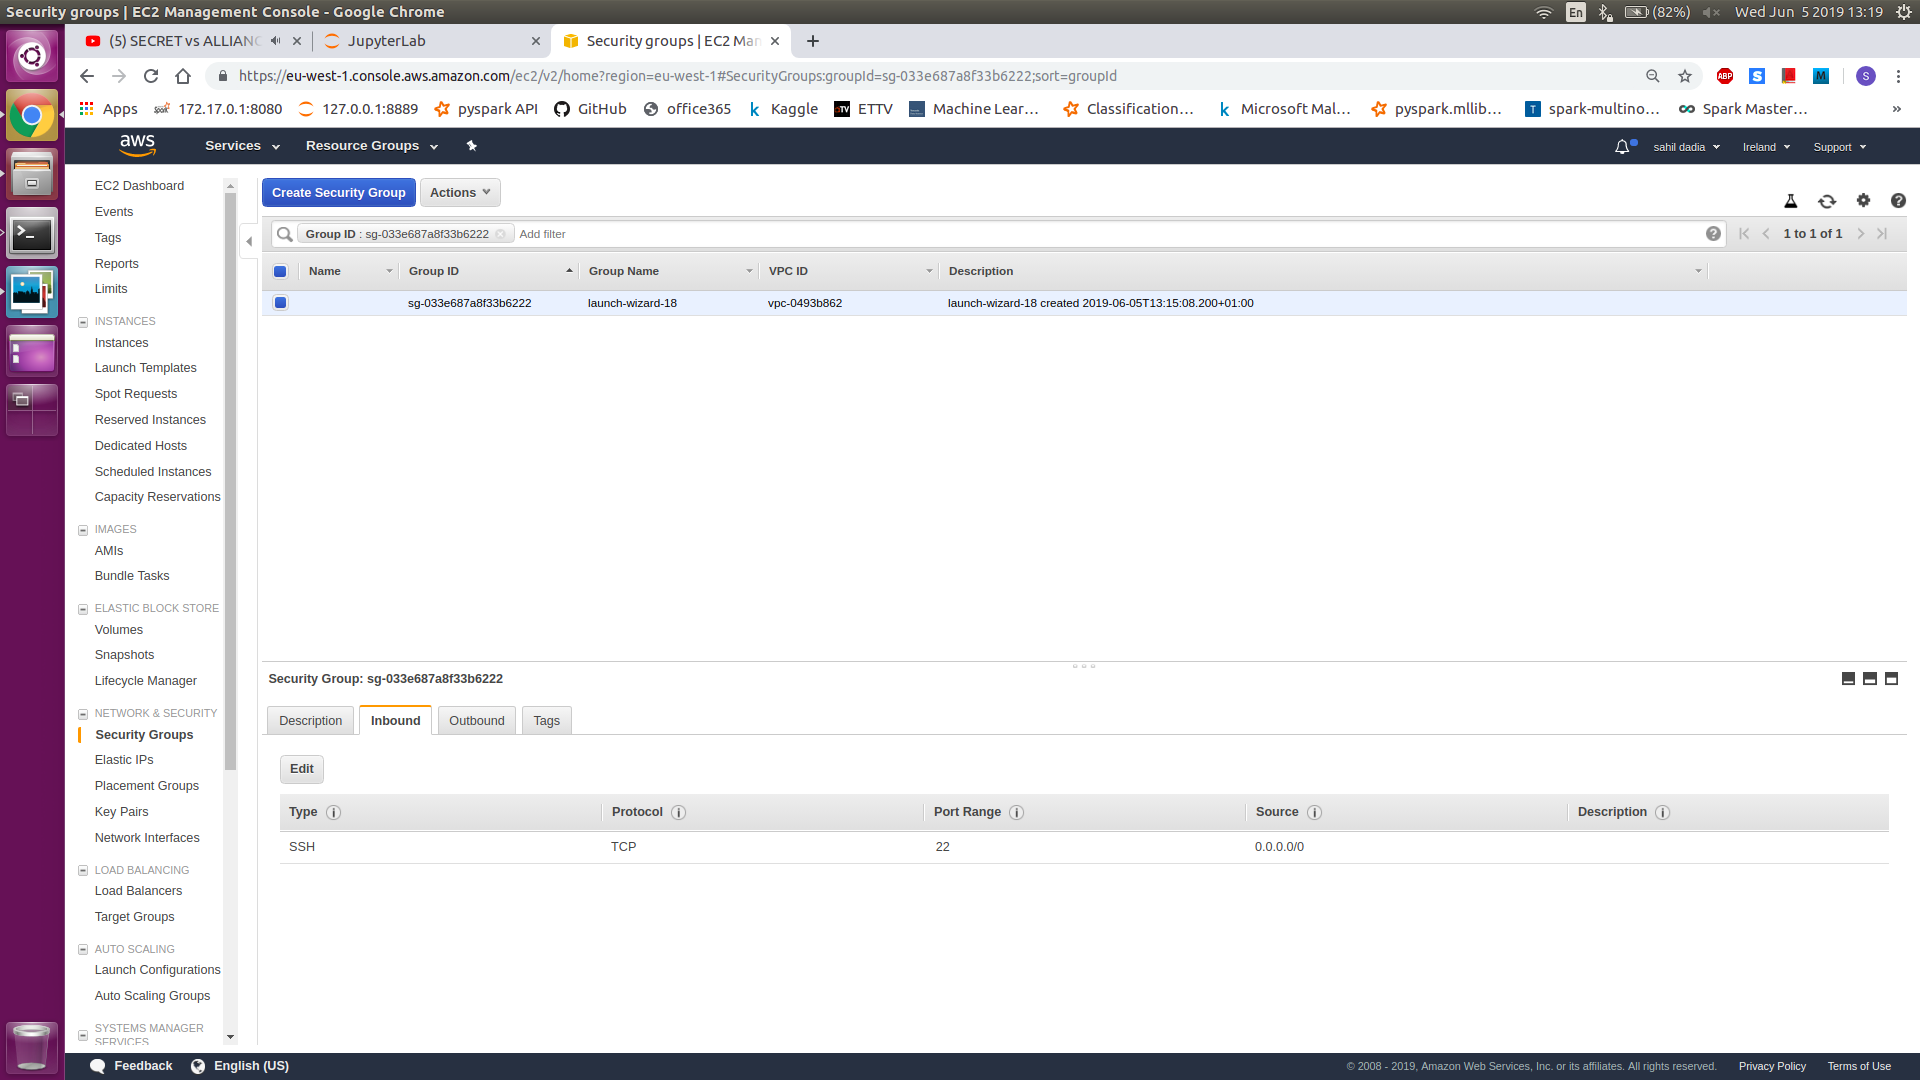 Security groups | EC2 Management Console - Google Chrome
En
(82%)
Wed Jun 5 2019 13:19
(5) SECRET vs ALLIANC
JupyterLab
Security groups | EC2 Man
https://eu-west-1.console.aws.amazon.com/ec2/v2/home?region=eu-west-1#SecurityGroups:groupId=sg-033e687a8f33b6222;sort=groupId
ABP
S
M
S
Apps
172.17.0.1:8080
127.0.0.1:8889
pyspark API
GitHub
office365
Kaggle
ETTV
Machine Lear…
Classification…
Microsoft Mal…
pyspark.mllib…
spark-multino…
Spark Master…
aws
Services
Resource Groups
sahil dadia
Ireland
Support
EC2 Dashboard
Events
Tags
Reports
Limits
INSTANCES
Instances
Launch Templates
Spot Requests
Reserved Instances
Dedicated Hosts
Scheduled Instances
Capacity Reservations
IMAGES
AMIs
Bundle Tasks
ELASTIC BLOCK STORE
Volumes
Snapshots
Lifecycle Manager
NETWORK & SECURITY
Security Groups
Elastic IPs
Placement Groups
Key Pairs
Network Interfaces
LOAD BALANCING
Load Balancers
Target Groups
AUTO SCALING
Launch Configurations
Auto Scaling Groups
SYSTEMS MANAGER
SERVICES
Create Security Group
Actions
Group ID : sg-033e687a8f33b6222
Add filter
1 to 1 of 1
Name
Group ID
Group Name
VPC ID
Description
sg-033e687a8f33b6222
launch-wizard-18
vpc-0493b862
launch-wizard-18 created 2019-06-05T13:15:08.200+01:00
Security Group: sg-033e687a8f33b6222
Description
Inbound
Outbound
Tags
Edit
Type
Protocol
Port Range
Source
Description
SSH
TCP
22
0.0.0.0/0
Feedback
English (US)
© 2008 - 2019, Amazon Web Services, Inc. or its affiliates. All rights reserved.
Privacy Policy
Terms of Use